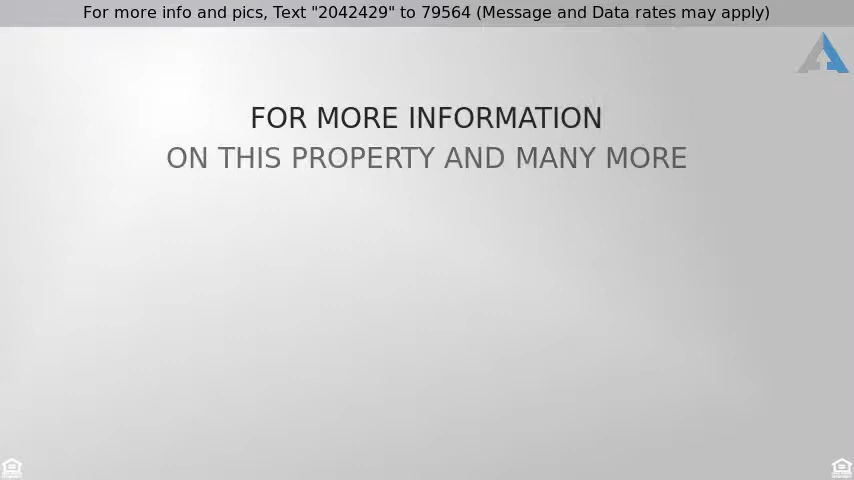 For more info and pics, Text "2042429" to 79564 (Message and Data rates may apply)
FOR MORE INFORMATION
ON THIS PROPERTY AND MANY MORE